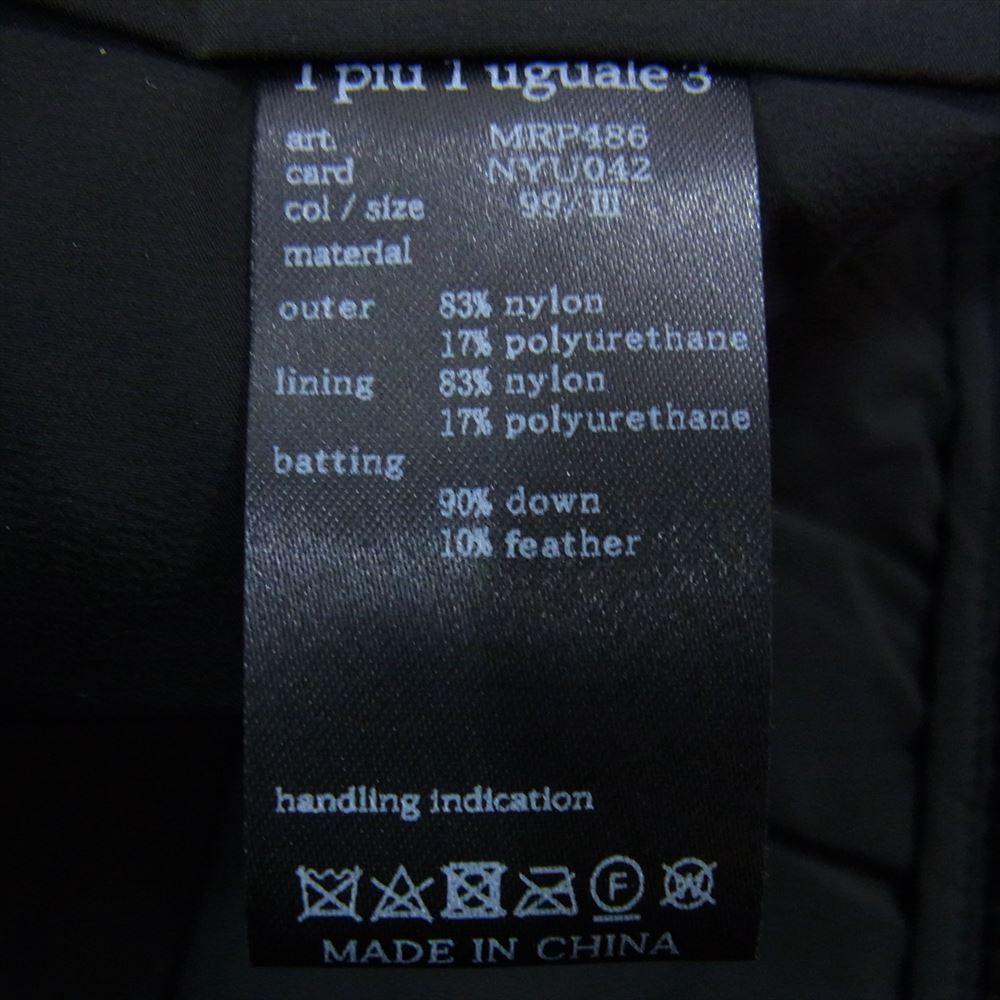 1 più 1 uguale 3
art. MRP486
card NYU042
col / size 99/III
material
outer 83% nylon
17% polyurethane
lining 83% nylon
17% polyurethane
batting
90% down
10% feather
handling indication
F W
MADE IN CHINA